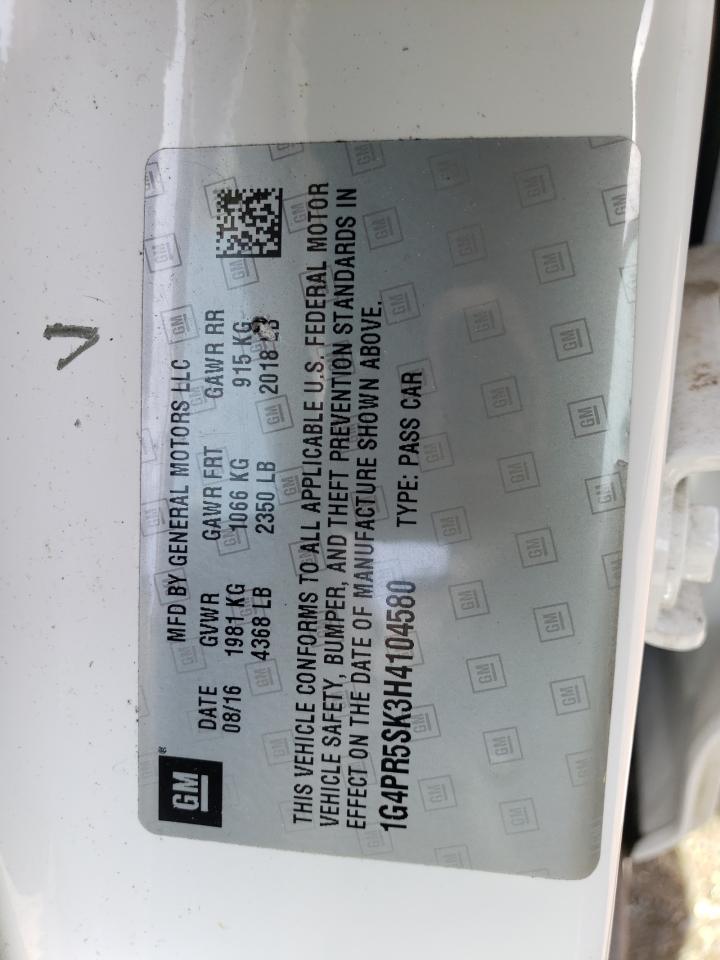 GM ®
MFD BY GENERAL MOTORS LLC
DATE GVWR GAWR FRT GAWR RR
08/16 1981 KG 1066 KG 915 KG
4368 LB 2350 LB 2018 LB
THIS VEHICLE CONFORMS TO ALL APPLICABLE U.S. FEDERAL MOTOR
VEHICLE SAFETY, BUMPER, AND THEFT PREVENTION STANDARDS IN
EFFECT ON THE DATE OF MANUFACTURE SHOWN ABOVE.
1G4PR5SK3H4104580 TYPE: PASS CAR